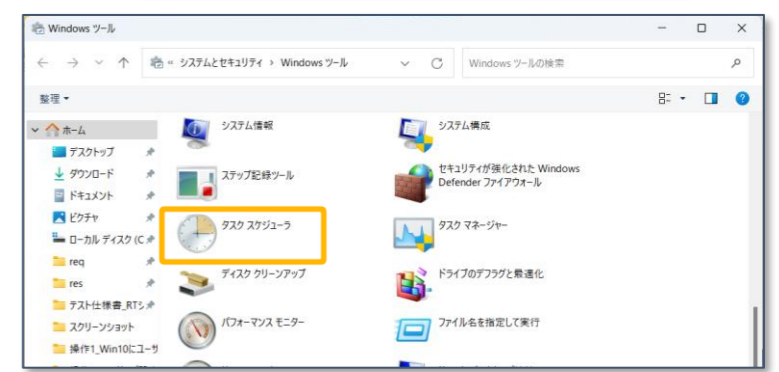 Windows ツール
« システムとセキュリティ › Windows ツール
Windows ツールの検索
整理
ホーム
デスクトップ
ダウンロード
ドキュメント
ピクチャ
ローカル ディスク (C
req
res
テスト仕様書_RTS
スクリーンショット
操作1_Win10にユーザ
システム情報
システム構成
ステップ記録ツール
セキュリティが強化された Windows
Defender ファイアウォール
タスク スケジューラ
タスク マネージャー
ディスク クリーンアップ
ドライブのデフラグと最適化
パフォーマンス モニター
ファイル名を指定して実行